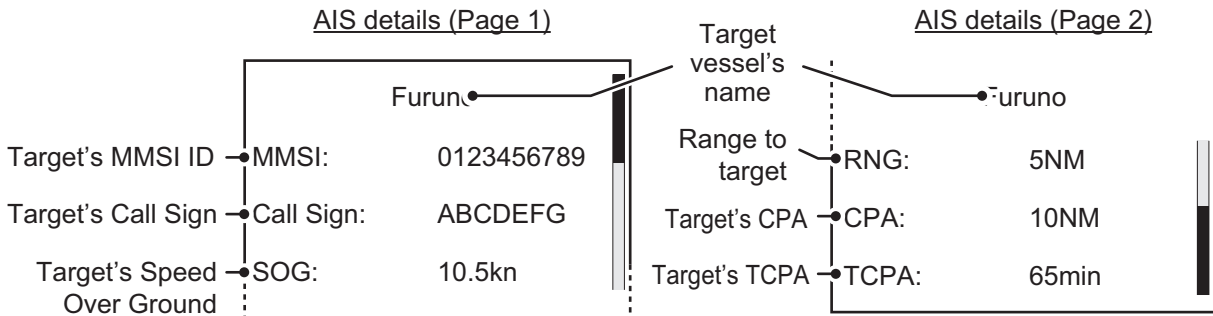 AIS details (Page 1)
Furuno
Target's MMSI ID
MMSI: 0123456789
Target's Call Sign
Call Sign: ABCDEFG
Target's Speed
Over Ground
SOG: 10.5kn
Target
vessel's
name
AIS details (Page 2)
Furuno
Range to
target
RNG: 5NM
Target's CPA
CPA: 10NM
Target's TCPA
TCPA: 65min